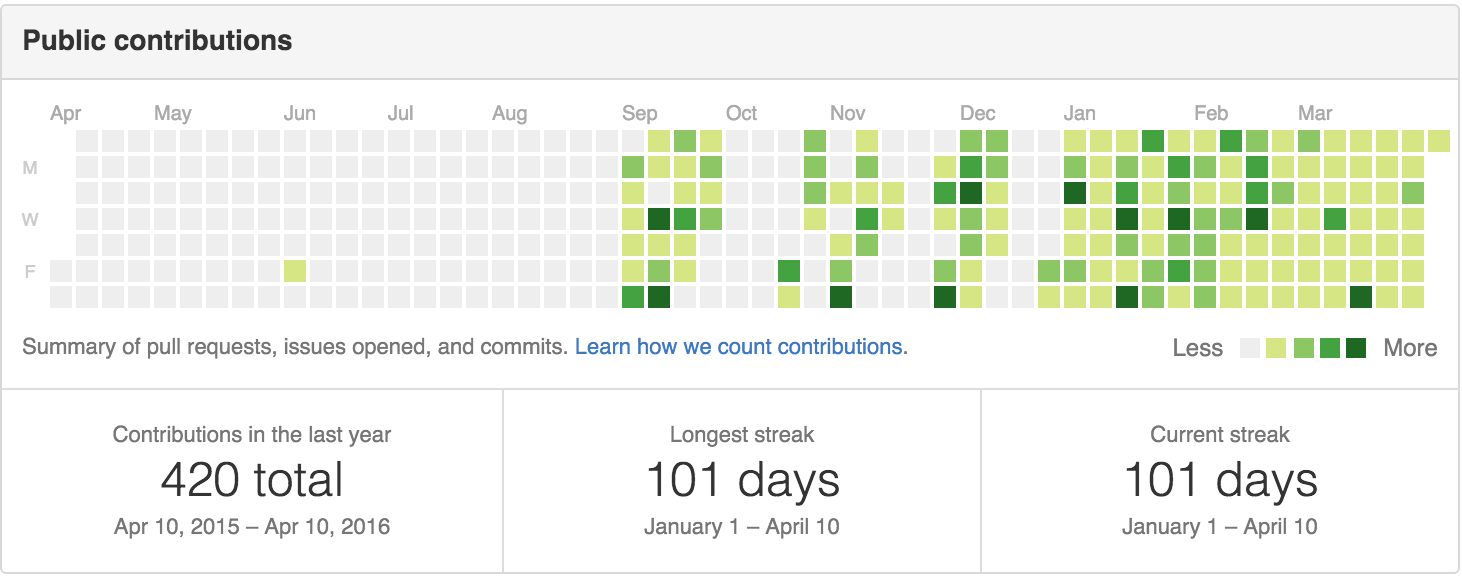 Public contributions
Apr May Jun Jul Aug Sep Oct Nov Dec Jan Feb Mar
M
W
F
Summary of pull requests, issues opened, and commits. Learn how we count contributions.
Less More
Contributions in the last year
420 total
Apr 10, 2015 – Apr 10, 2016
Longest streak
101 days
January 1 – April 10
Current streak
101 days
January 1 – April 10